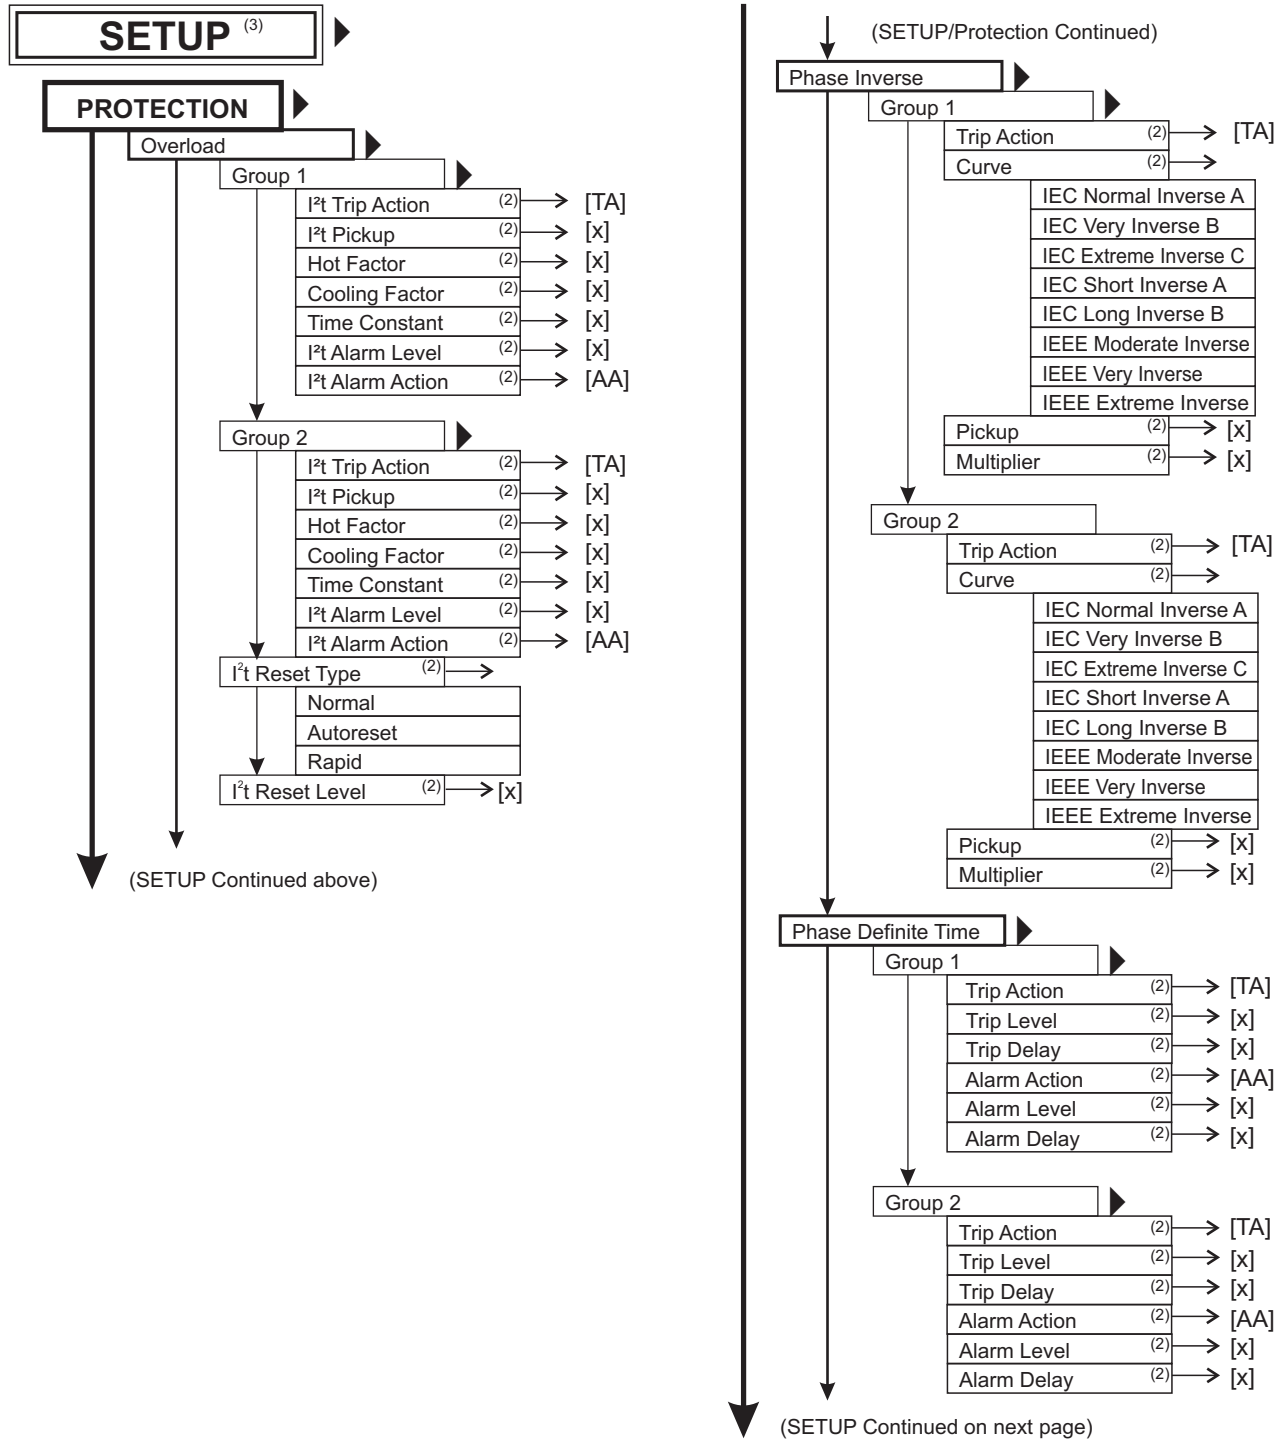 SETUP (3)
PROTECTION
Overload
Group 1
I²t Trip Action (2) [TA]
I²t Pickup (2) [x]
Hot Factor (2) [x]
Cooling Factor (2) [x]
Time Constant (2) [x]
I²t Alarm Level (2) [x]
I²t Alarm Action (2) [AA]
Group 2
I²t Trip Action (2) [TA]
I²t Pickup (2) [x]
Hot Factor (2) [x]
Cooling Factor (2) [x]
Time Constant (2) [x]
I²t Alarm Level (2) [x]
I²t Alarm Action (2) [AA]
I²t Reset Type (2)
Normal
Autoreset
Rapid
I²t Reset Level (2) [x]
(SETUP Continued above)
(SETUP/Protection Continued)
Phase Inverse
Group 1
Trip Action (2) [TA]
Curve (2)
IEC Normal Inverse A
IEC Very Inverse B
IEC Extreme Inverse C
IEC Short Inverse A
IEC Long Inverse B
IEEE Moderate Inverse
IEEE Very Inverse
IEEE Extreme Inverse
Pickup (2) [x]
Multiplier (2) [x]
Group 2
Trip Action (2) [TA]
Curve (2)
IEC Normal Inverse A
IEC Very Inverse B
IEC Extreme Inverse C
IEC Short Inverse A
IEC Long Inverse B
IEEE Moderate Inverse
IEEE Very Inverse
IEEE Extreme Inverse
Pickup (2) [x]
Multiplier (2) [x]
Phase Definite Time
Group 1
Trip Action (2) [TA]
Trip Level (2) [x]
Trip Delay (2) [x]
Alarm Action (2) [AA]
Alarm Level (2) [x]
Alarm Delay (2) [x]
Group 2
Trip Action (2) [TA]
Trip Level (2) [x]
Trip Delay (2) [x]
Alarm Action (2) [AA]
Alarm Level (2) [x]
Alarm Delay (2) [x]
(SETUP Continued on next page)